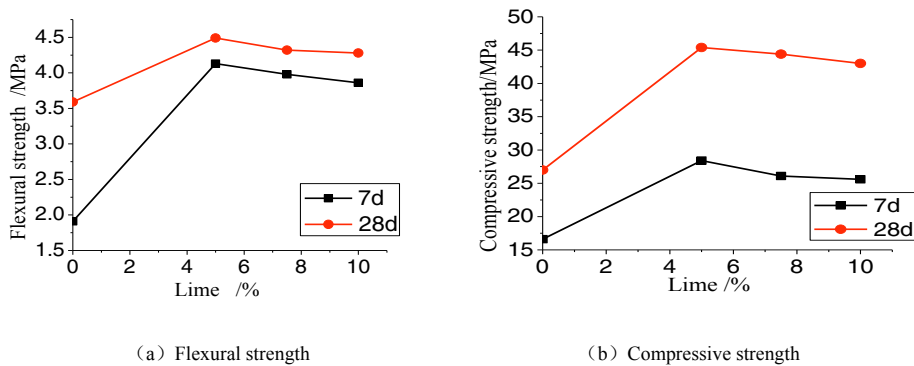 Flexural strength /MPa
4.5
4.0
3.5
3.0
2.5
2.0
1.5
7d
28d
0 2 4 6 8 10
Lime /%
(a) Flexural strength
Compressive strength/MPa
50
45
40
35
30
25
20
15
7d
28d
0 2 4 6 8 10
Lime /%
(b) Compressive strength